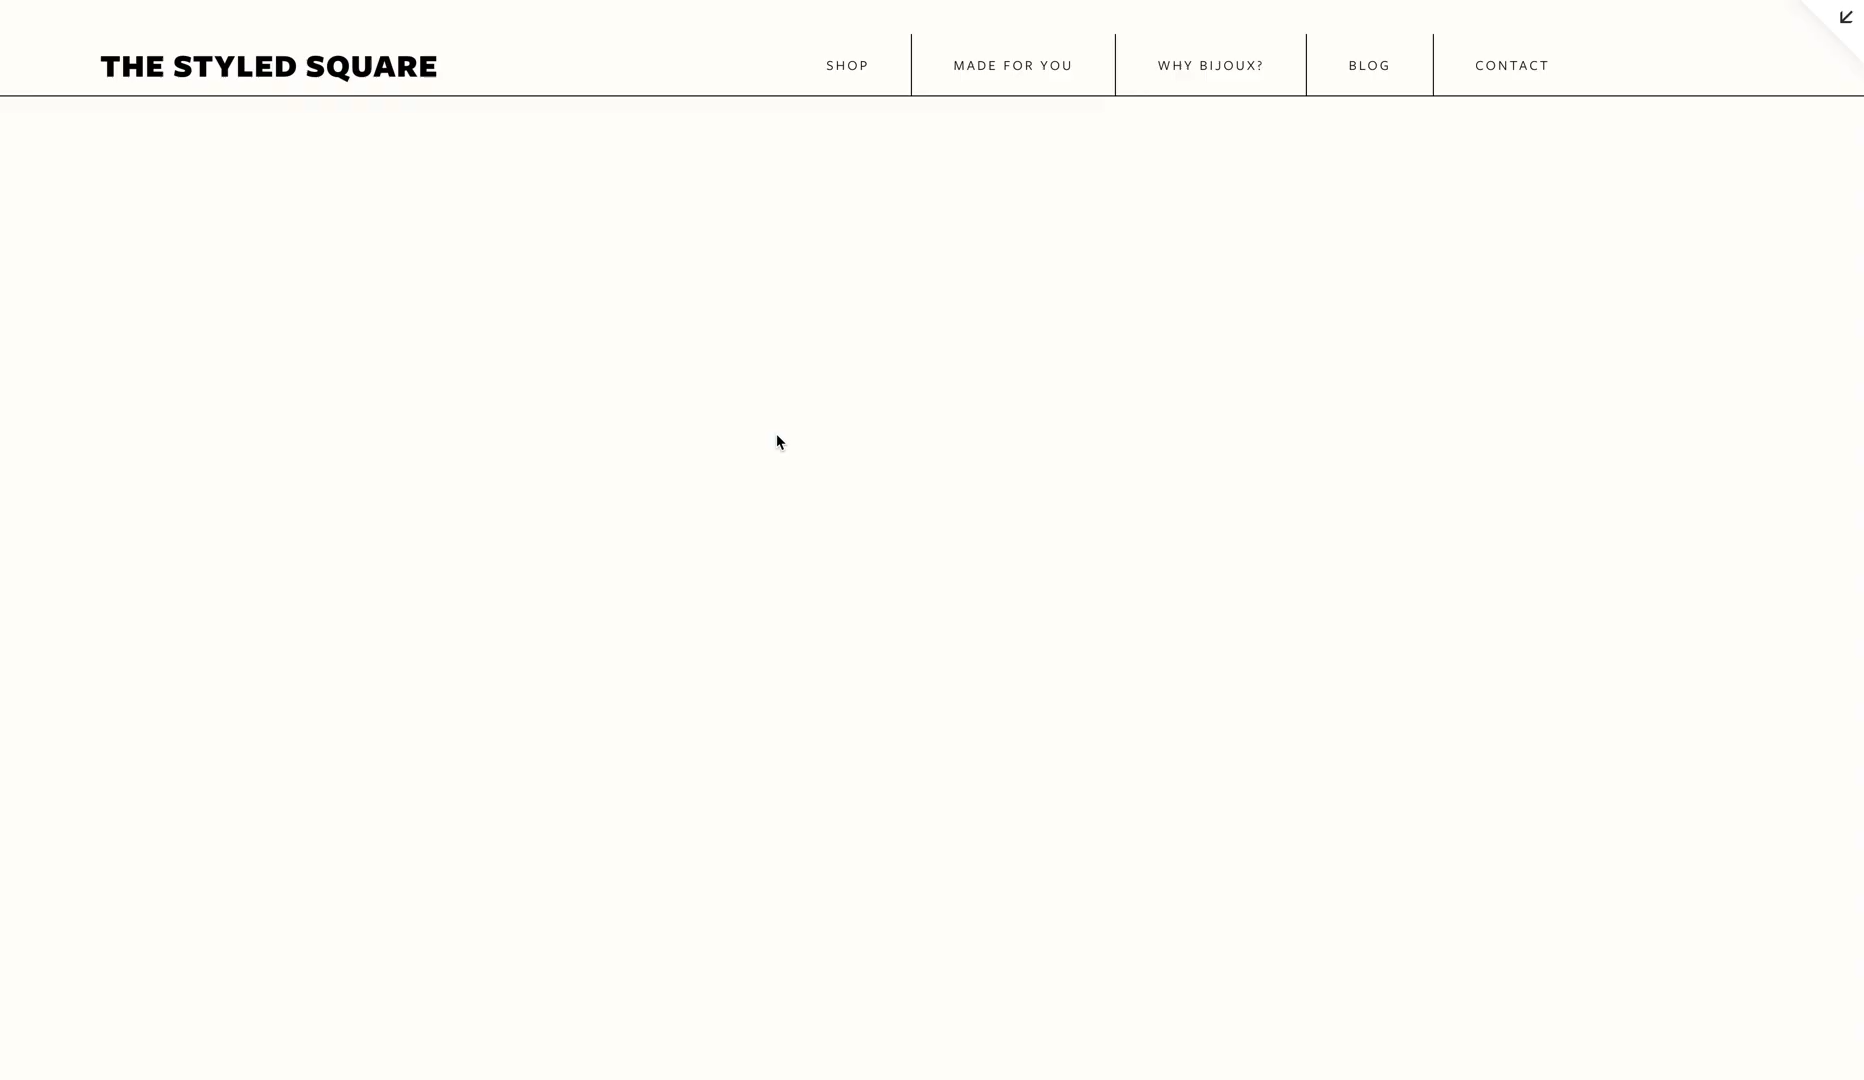 THE STYLED SQUARE
SHOP
MADE FOR YOU
WHY BIJOUX?
BLOG
CONTACT